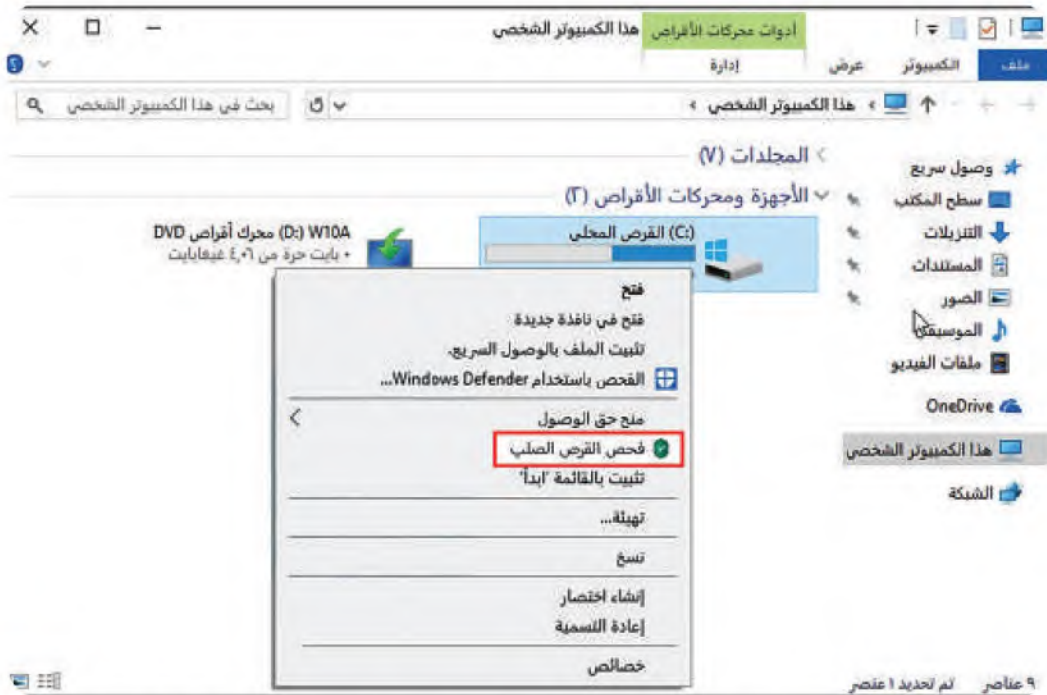 أدوات محركات الأقراص هذا الكمبيوتر الشخصي
ملف الكمبيوتر عرض إدارة
هذا الكمبيوتر الشخصي
بحث في هذا الكمبيوتر الشخصي
وصول سريع
سطح المكتب
التنزيلات
المستندات
الصور
الموسيقى
ملفات الفيديو
OneDrive
هذا الكمبيوتر الشخصي
الشبكة
المجلدات (٧)
الأجهزة ومحركات الأقراص (٢)
القرص المحلي (C:)
محرك أقراص DVD (D:) W10A
٠ بايت حرة من ٤,٠٦ غيغابايت
فتح
فتح في نافذة جديدة
تثبيت الملف بالوصول السريع.
الفحص باستخدام Windows Defender...
منح حق الوصول
فحص القرص الصلب
تثبيت بالقائمة "ابدأ"
تهيئة...
نسخ
إنشاء اختصار
إعادة التسمية
خصائص
٩ عناصر تم تحديد ١ عنصر